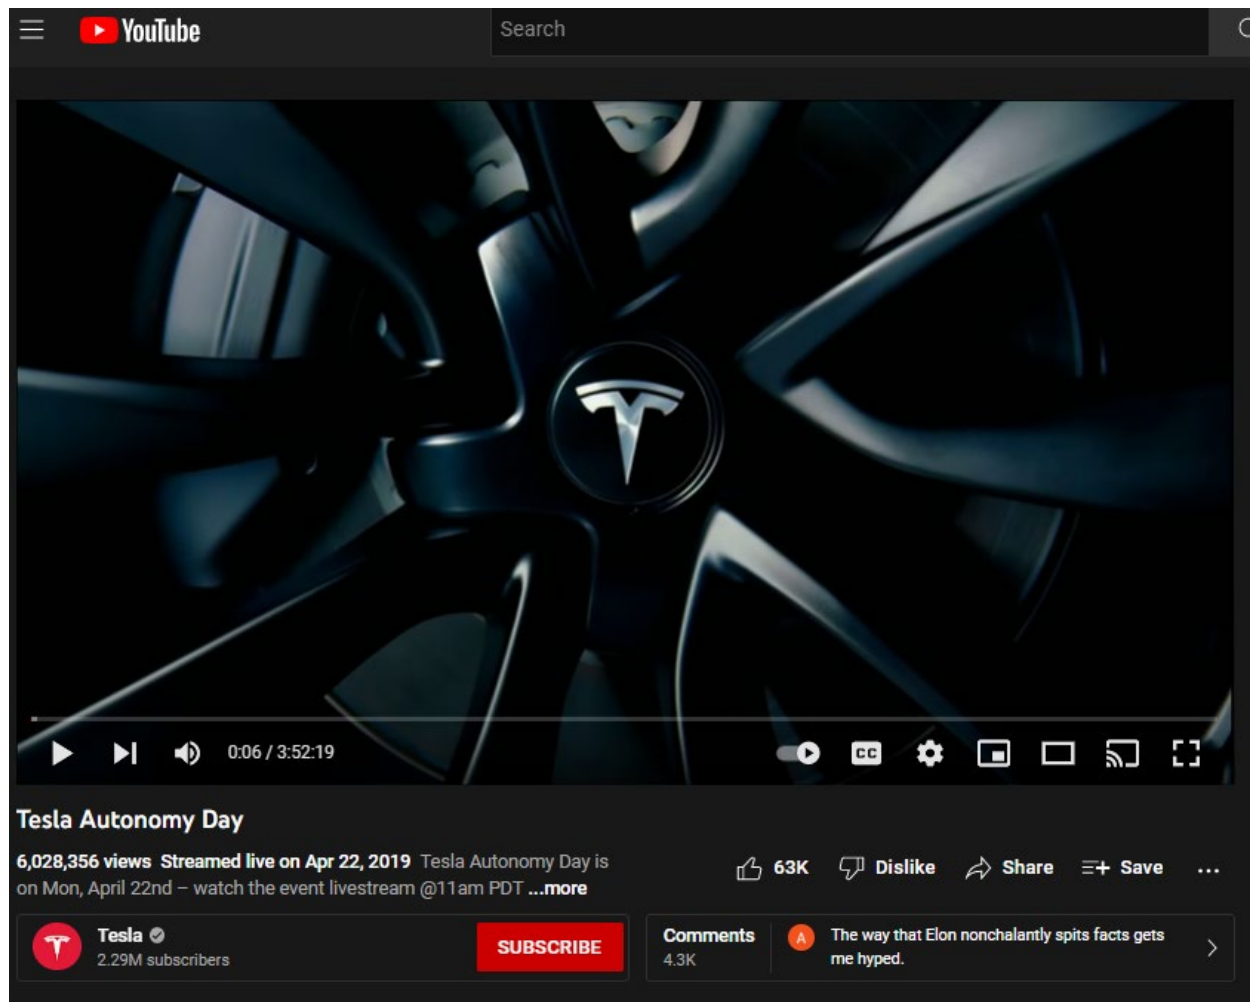 YouTube
Search
0:06 / 3:52:19
CC
Tesla Autonomy Day
6,028,356 views Streamed live on Apr 22, 2019 Tesla Autonomy Day is
on Mon, April 22nd – watch the event livestream @11am PDT ...more
63K
Dislike
Share
Save
Tesla
2.29M subscribers
SUBSCRIBE
Comments
4.3K
A
The way that Elon nonchalantly spits facts gets
me hyped.